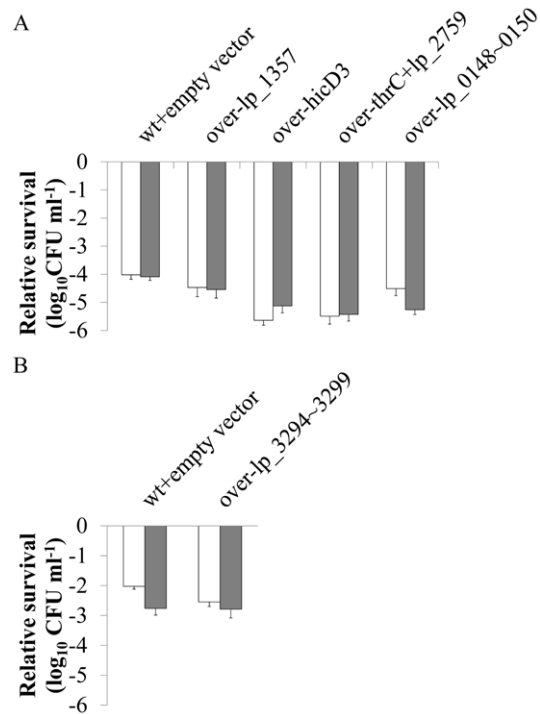 A
wt+empty vector
over-lp_1357
over-hicD3
over-thrC+lp_2759
over-lp_0148~0150
Relative survival
(log₁₀CFU ml⁻¹)
0
-1
-2
-3
-4
-5
-6
B
wt+empty vector
over-lp_3294~3299
Relative survival
(log₁₀ CFU ml⁻¹)
0
-1
-2
-3
-4
-5
-6